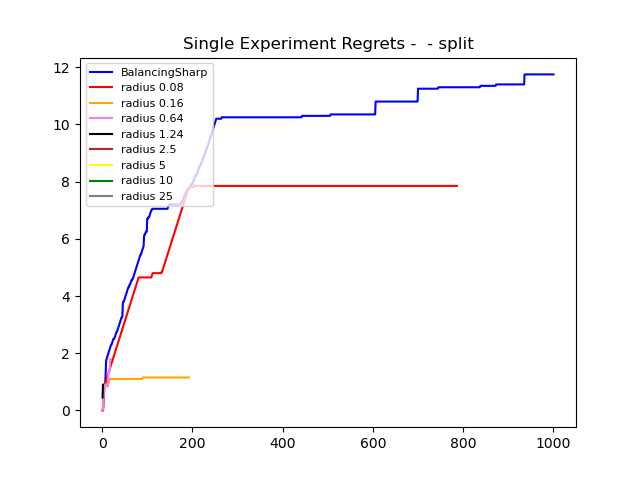 Single Experiment Regrets -  - split
BalancingSharp
radius 0.08
radius 0.16
radius 0.64
radius 1.24
radius 2.5
radius 5
radius 10
radius 25
12
10
8
6
4
2
0
0 200 400 600 800 1000